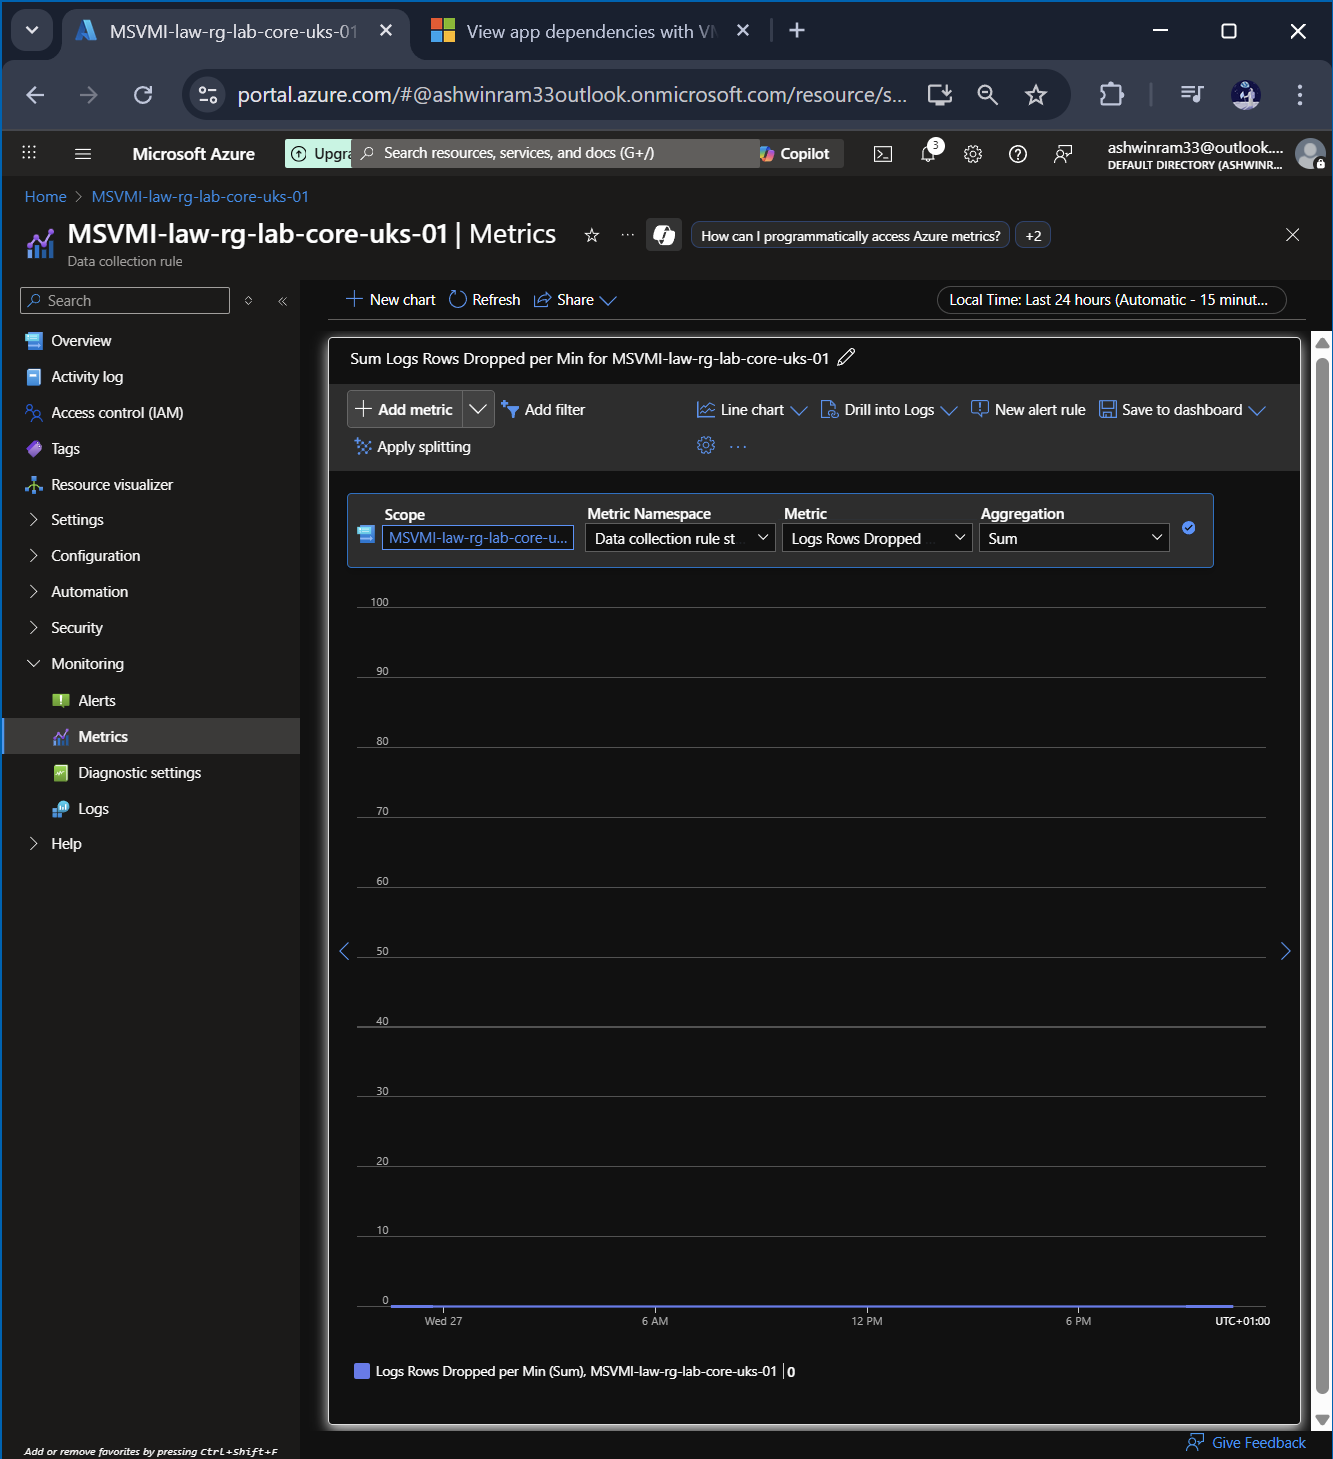 MSVMI-law-rg-lab-core-uks-01
View app dependencies with VM
portal.azure.com/#@ashwinram33outlook.onmicrosoft.com/resource/s...
Microsoft Azure
Upgra
Search resources, services, and docs (G+/)
Copilot
3
ashwinram33@outlook....
DEFAULT DIRECTORY (ASHWINR...
Home > MSVMI-law-rg-lab-core-uks-01
MSVMI-law-rg-lab-core-uks-01 | Metrics
Data collection rule
How can I programmatically access Azure metrics?
+2
Search
Overview
Activity log
Access control (IAM)
Tags
Resource visualizer
Settings
Configuration
Automation
Security
Monitoring
Alerts
Metrics
Diagnostic settings
Logs
Help
Add or remove favorites by pressing Ctrl+Shift+F
New chart
Refresh
Share
Local Time: Last 24 hours (Automatic - 15 minut...
Sum Logs Rows Dropped per Min for MSVMI-law-rg-lab-core-uks-01
Add metric
Add filter
Apply splitting
Line chart
Drill into Logs
New alert rule
Save to dashboard
Scope
MSVMI-law-rg-lab-core-u...
Metric Namespace
Data collection rule st
Metric
Logs Rows Dropped
Aggregation
Sum
100
90
80
70
60
50
40
30
20
10
0
Wed 27
6 AM
12 PM
6 PM
UTC+01:00
Logs Rows Dropped per Min (Sum), MSVMI-law-rg-lab-core-uks-01 | 0
Give Feedback